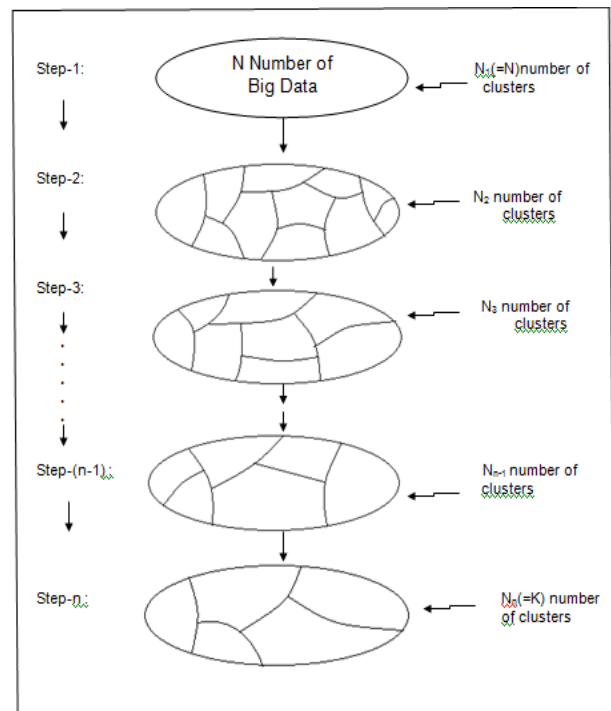 Step-1:
N Number of
Big Data
N₁(=N)number of
clusters
Step-2:
N₂ number of
clusters
Step-3:
N₃ number of
clusters
Step-(n-1):
Nₙ₋₁ number of
clusters
Step-n:
Nₙ(=K) number
of clusters